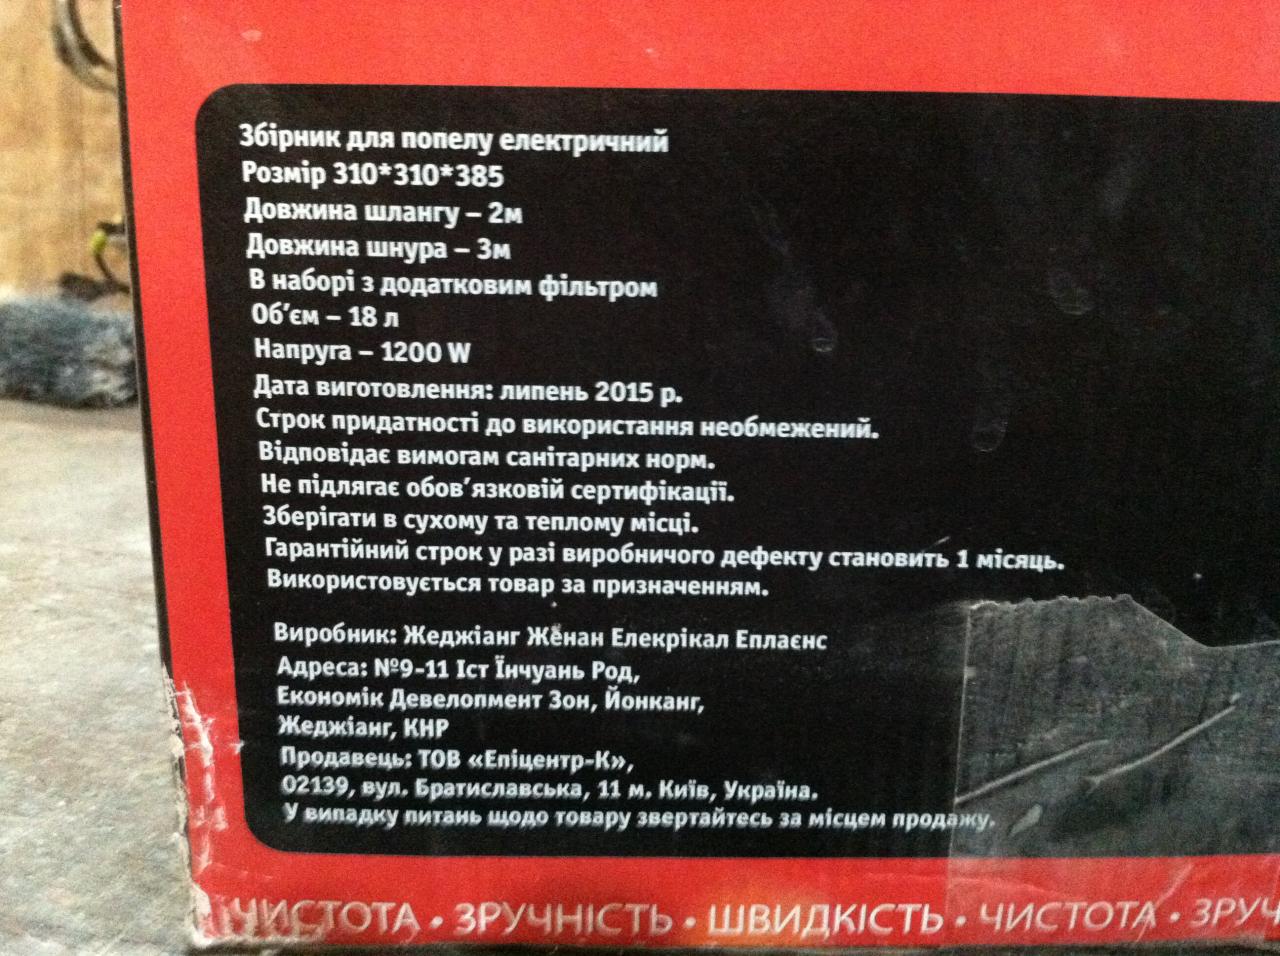 Збірник для попелу електричний
Розмір 310*310*385
Довжина шлангу – 2м
Довжина шнура – 3м
В наборі з додатковим фільтром
Об'єм – 18 л
Напруга – 1200 W
Дата виготовлення: липень 2015 р.
Строк придатності до використання необмежений.
Відповідає вимогам санітарних норм.
Не підлягає обов'язковій сертифікації.
Зберігати в сухому та теплому місці.
Гарантійний строк у разі виробничого дефекту становить 1 місяць.
Використовується товар за призначенням.
Виробник: Жеджіанг Женан Елекрікал Еплаєнс
Адреса: №9-11 Іст Їнчуань Род,
Економік Девелопмент Зон, Йонканг,
Жеджіанг, КНР
Продавець: ТОВ «Епіцентр-К»,
02139, вул. Братиславська, 11 м. Київ, Україна.
У випадку питань щодо товару звертайтесь за місцем продажу.
ЧИСТОТА • ЗРУЧНІСТЬ • ШВИДКІСТЬ • ЧИСТОТА • ЗРУЧ